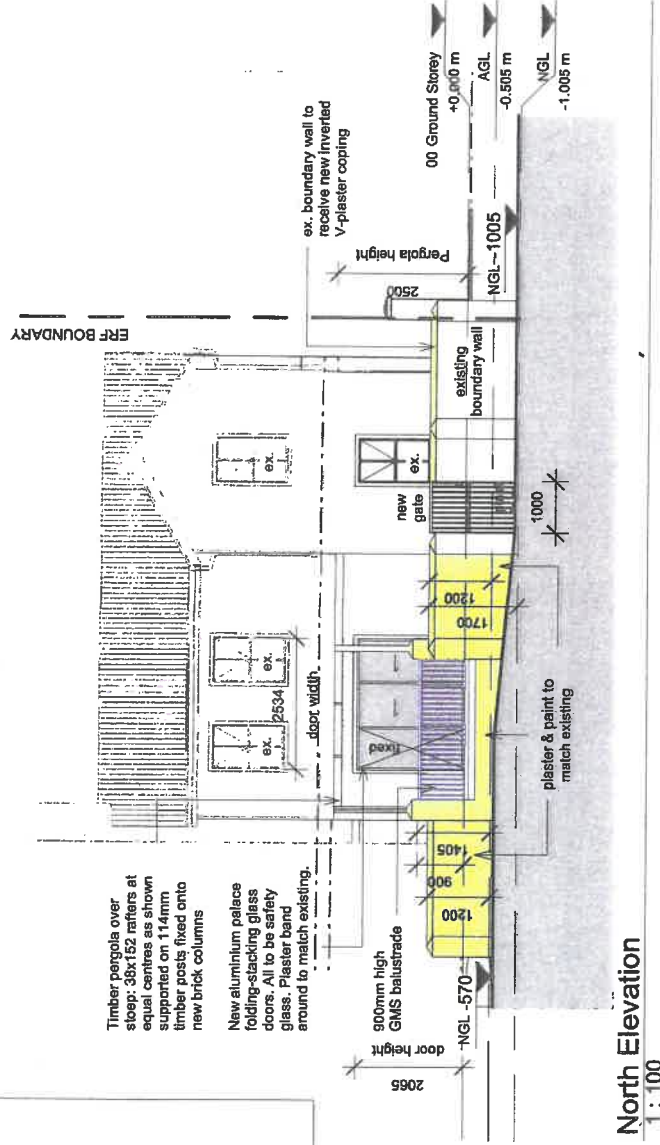 Timber pergola over
stoep: 38x152 rafters at
equal centres as shown
supported on 114mm
timber posts fixed onto
new brick columns
New aluminium palace
folding-stacking glass
doors. All to be safety
glass. Plaster band
around to match existing.
900mm high
GMS balustrade
door height
2065
NGL -570
1200
900
1405
fixed
door width
2534
ex.
ex.
ex.
ex.
ERF BOUNDARY
ex. boundary wall to
receive new inverted
V-plaster coping
Pergola height
2500
new
gate
existing
boundary wall
1200
1700
1000
plaster & paint to
match existing
NGL -1005
00 Ground Storey
+0,000 m
AGL
-0.505 m
NGL
-1.005 m
North Elevation
1 : 100